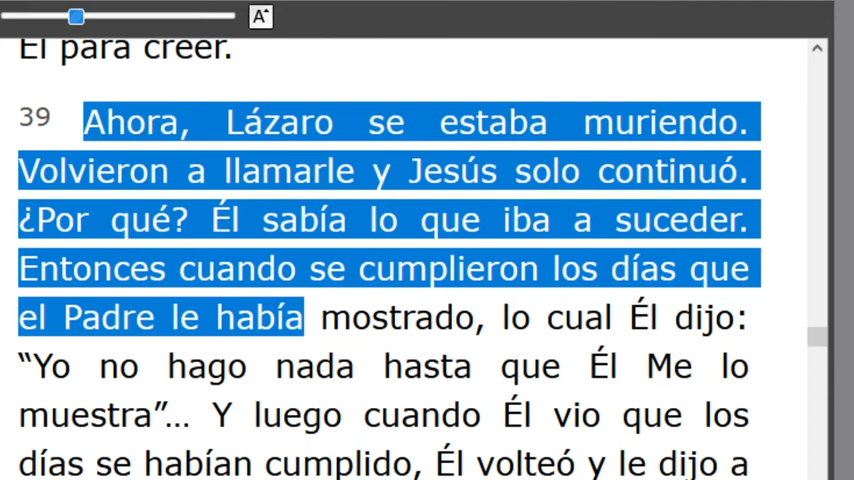 A
Él para creer.
39 Ahora, Lázaro se estaba muriendo.
Volvieron a llamarle y Jesús solo continuó.
¿Por qué? Él sabía lo que iba a suceder.
Entonces cuando se cumplieron los días que
el Padre le había mostrado, lo cual Él dijo:
“Yo no hago nada hasta que Él Me lo
muestra”... Y luego cuando Él vio que los
días se habían cumplido, Él volteó y le dijo a